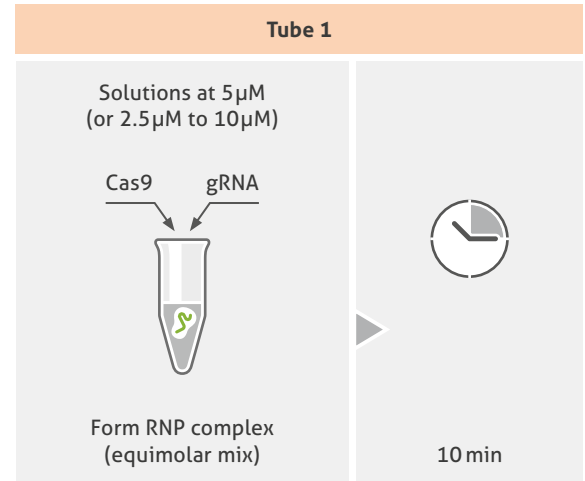 Tube 1
Solutions at 5µM
(or 2.5µM to 10µM)
Cas9 gRNA
Form RNP complex
(equimolar mix)
10 min